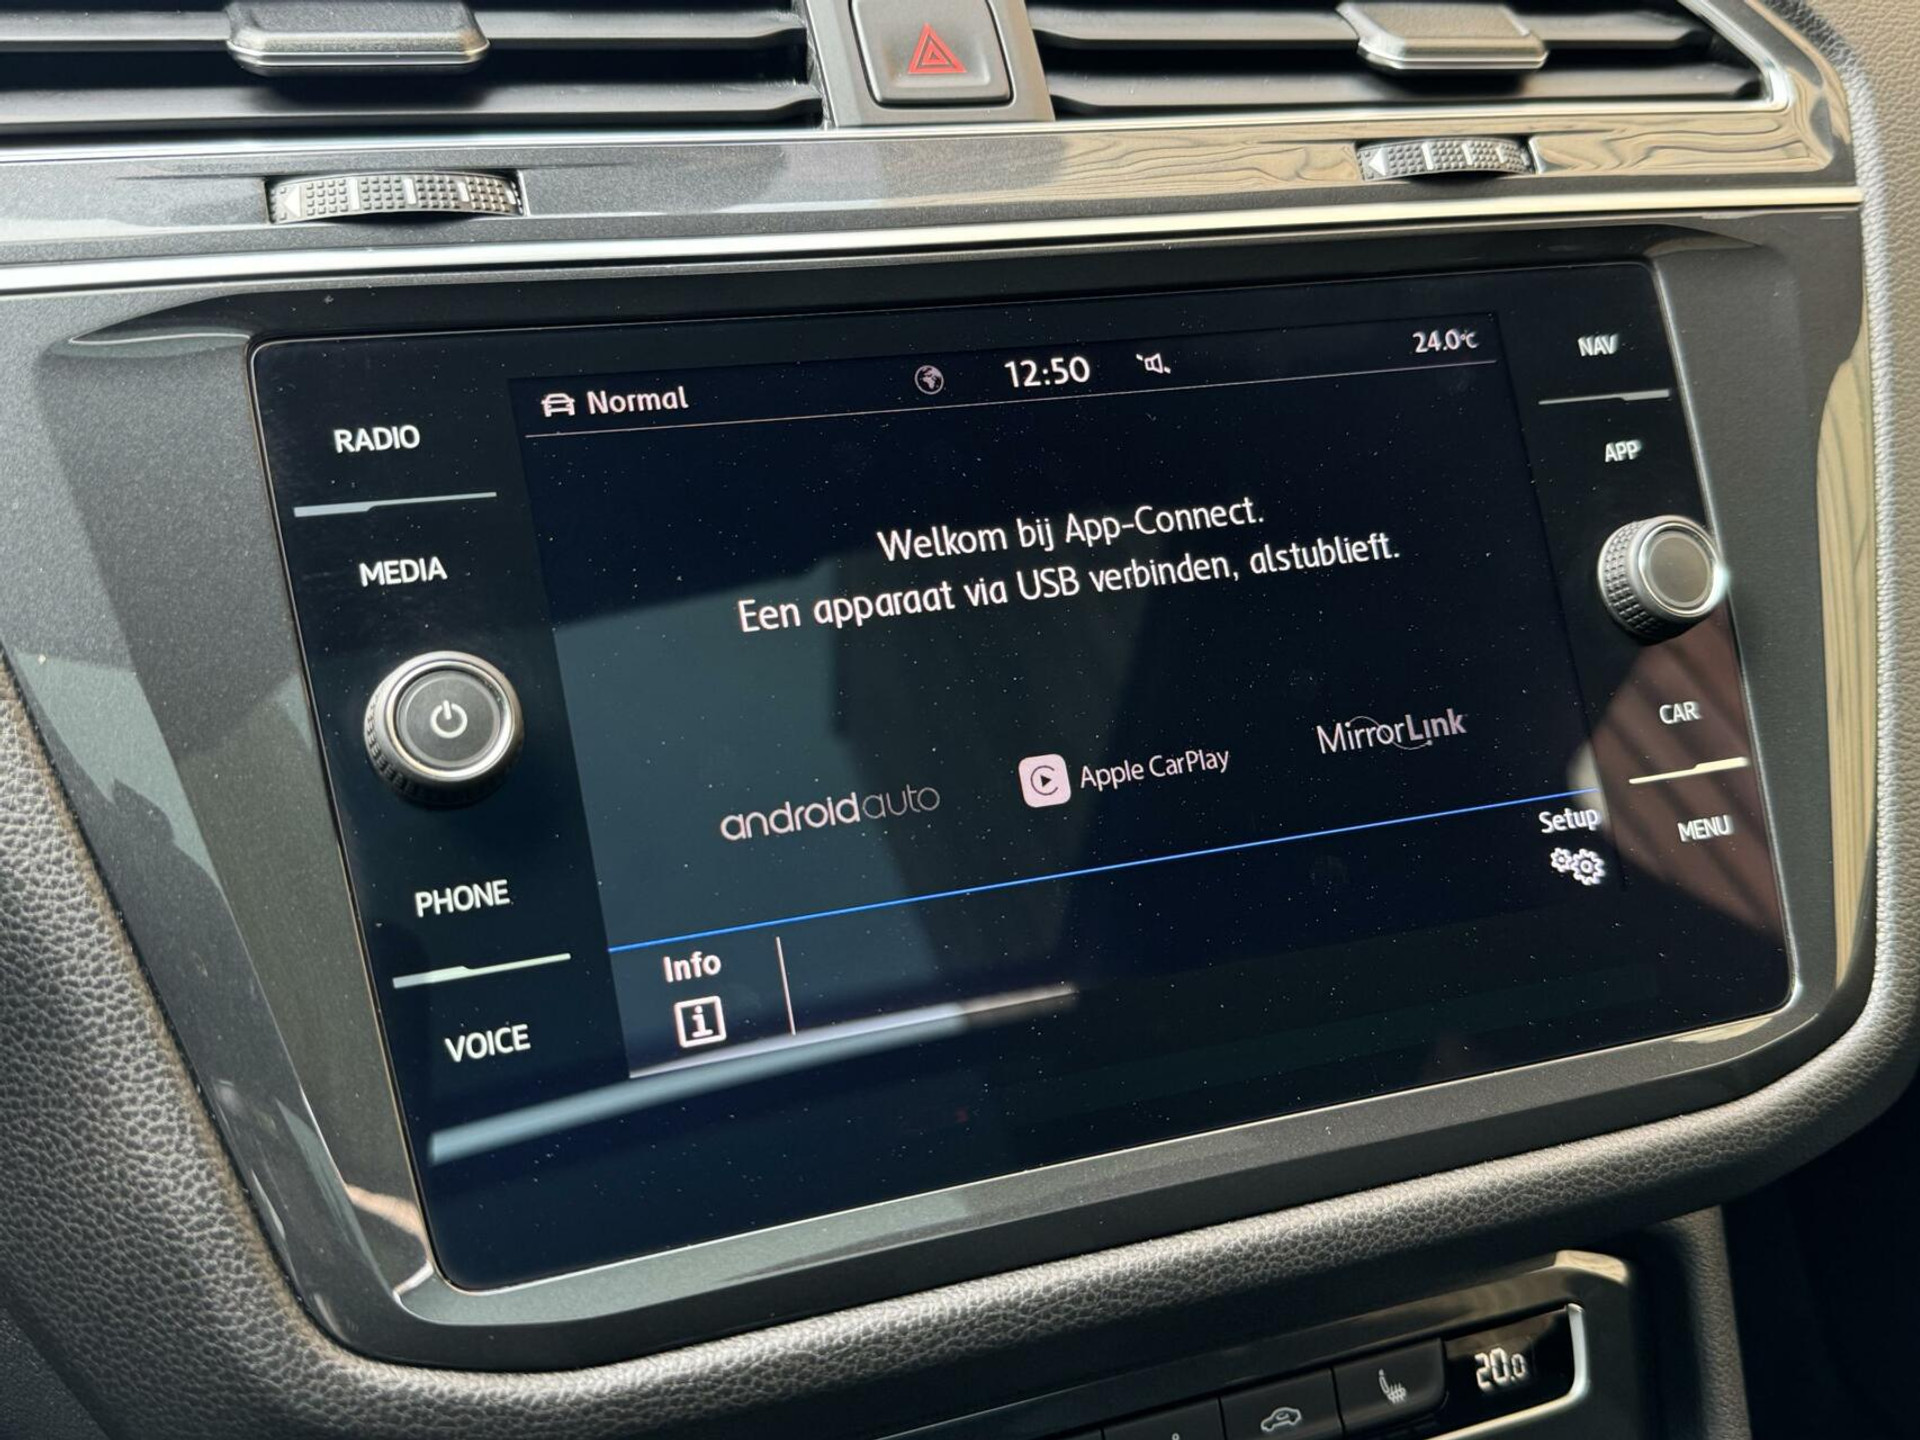 Normal
12:50
24.0°C
NAV
RADIO
APP
MEDIA
Welkom bij App-Connect.
Een apparaat via USB verbinden, alstublieft.
CAR
androidauto
Apple CarPlay
MirrorLink
Setup
MENU
PHONE
Info
i
VOICE
20.0